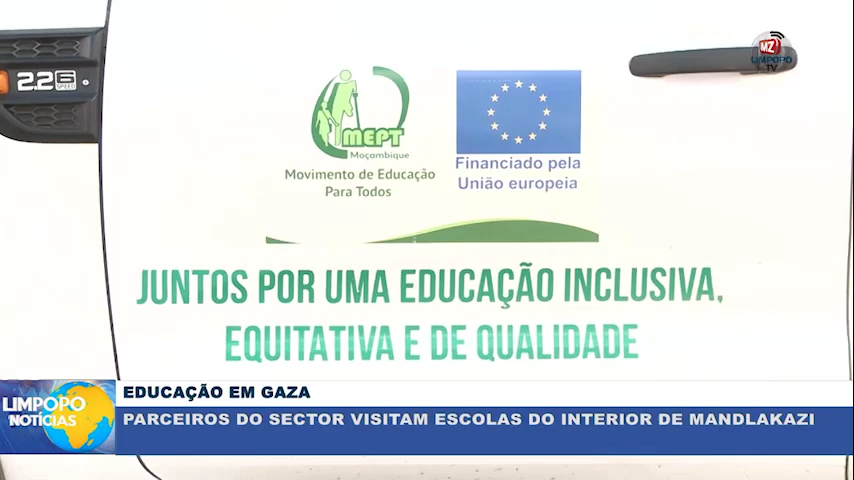 2.2
6
SPEED
MZ
LIMPOPO
TV
MEPT
Moçambique
Movimento de Educação
Para Todos
Financiado pela
União europeia
JUNTOS POR UMA EDUCAÇÃO INCLUSIVA,
EQUITATIVA E DE QUALIDADE
LIMPOPO
NOTÍCIAS
EDUCAÇÃO EM GAZA
PARCEIROS DO SECTOR VISITAM ESCOLAS DO INTERIOR DE MANDLAKAZI